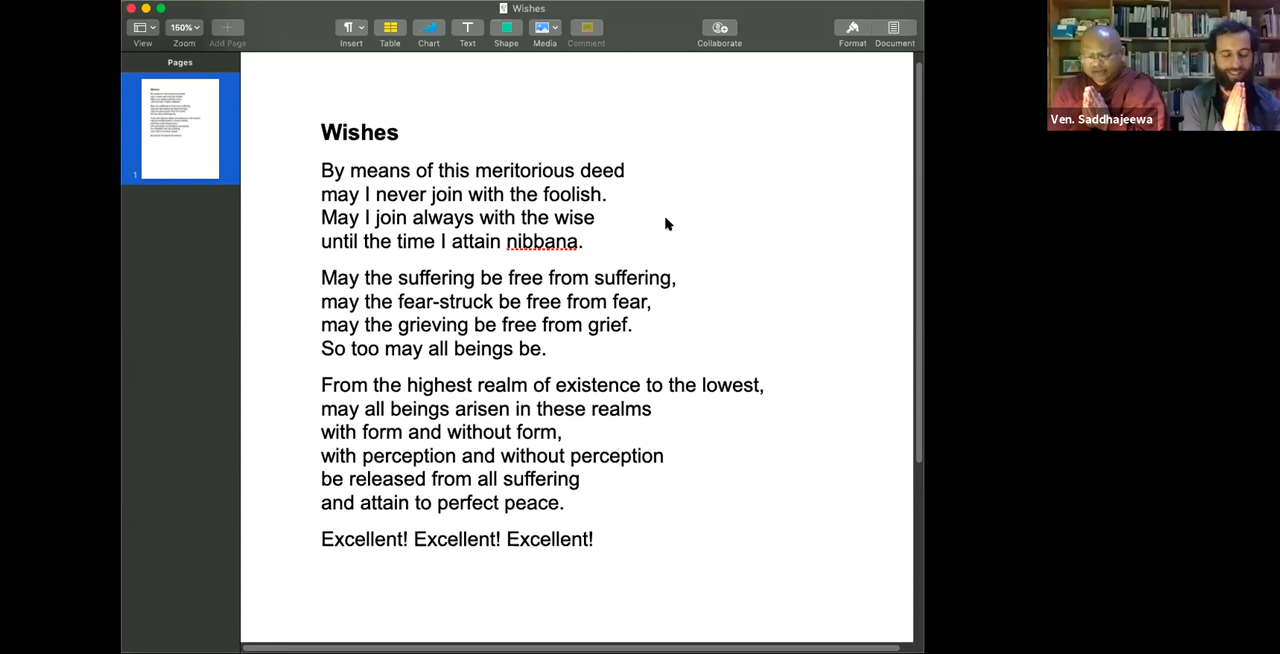 Wishes
View
150%
Zoom
Add Page
Insert
Table
Chart
Text
Shape
Media
Comment
Collaborate
Format
Document
Pages
1
Wishes
By means of this meritorious deed
may I never join with the foolish.
May I join always with the wise
until the time I attain nibbana.
May the suffering be free from suffering,
may the fear-struck be free from fear,
may the grieving be free from grief.
So too may all beings be.
From the highest realm of existence to the lowest,
may all beings arisen in these realms
with form and without form,
with perception and without perception
be released from all suffering
and attain to perfect peace.
Excellent! Excellent! Excellent!
Ven. Saddhajeewa